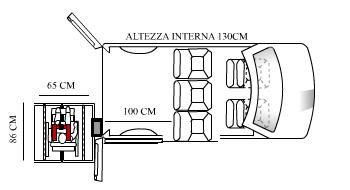 ALTEZZA INTERNA 130CM
65 CM
100 CM
86 CM